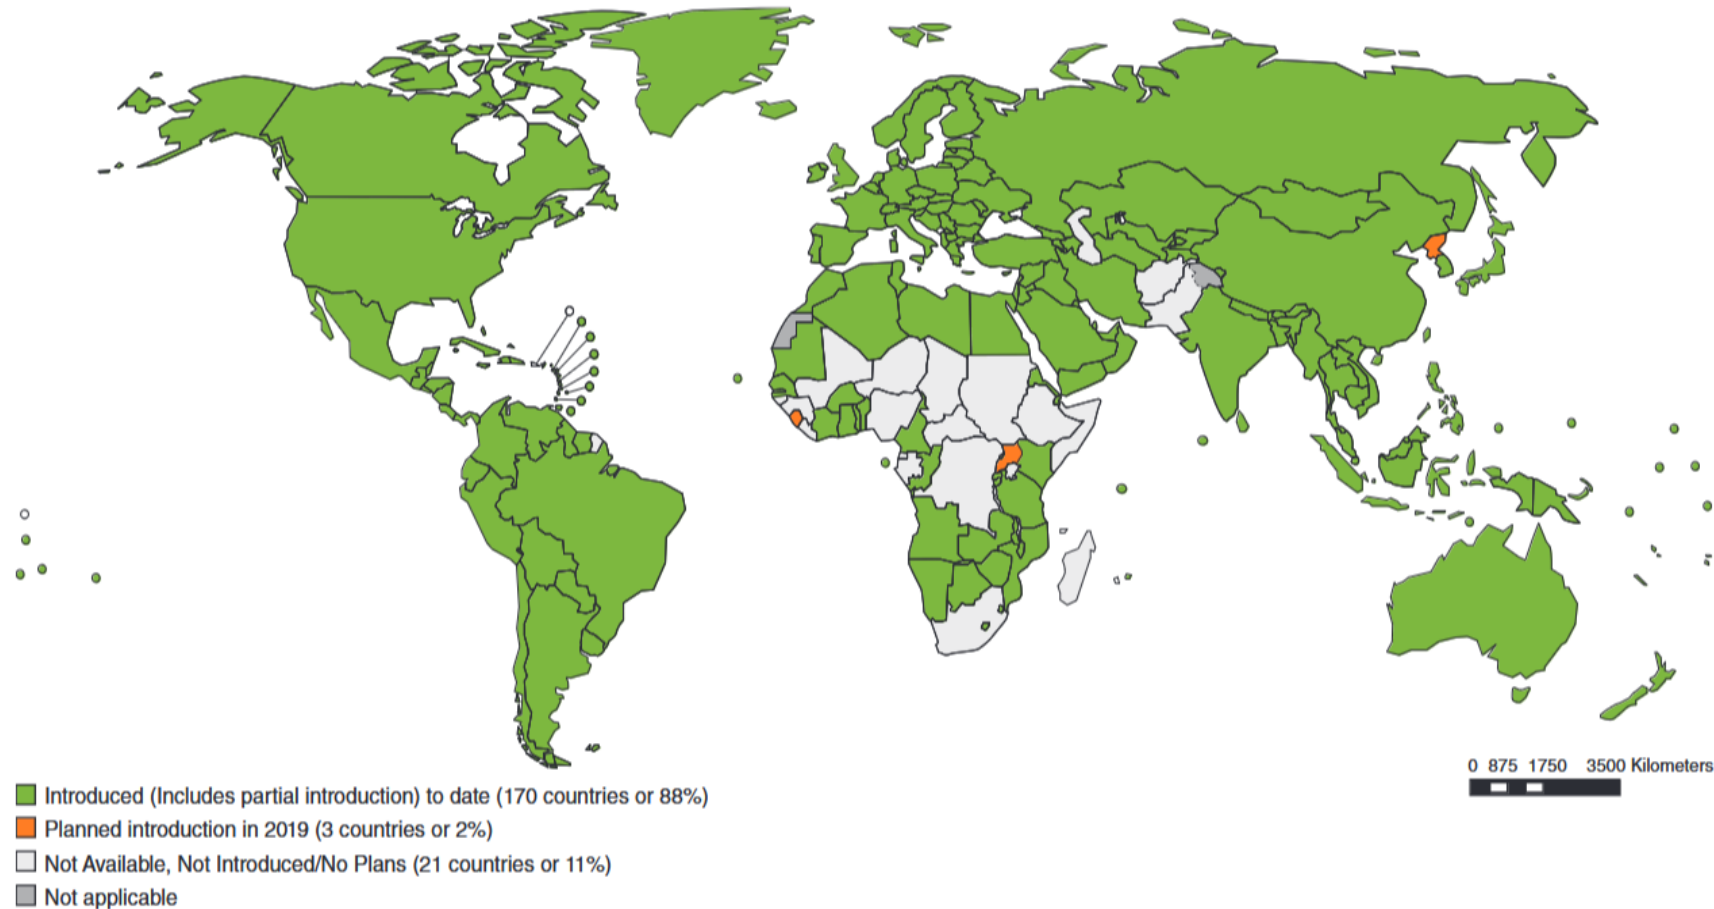 0 875 1750 3500 Kilometers
Introduced (Includes partial introduction) to date (170 countries or 88%)
Planned introduction in 2019 (3 countries or 2%)
Not Available, Not Introduced/No Plans (21 countries or 11%)
Not applicable